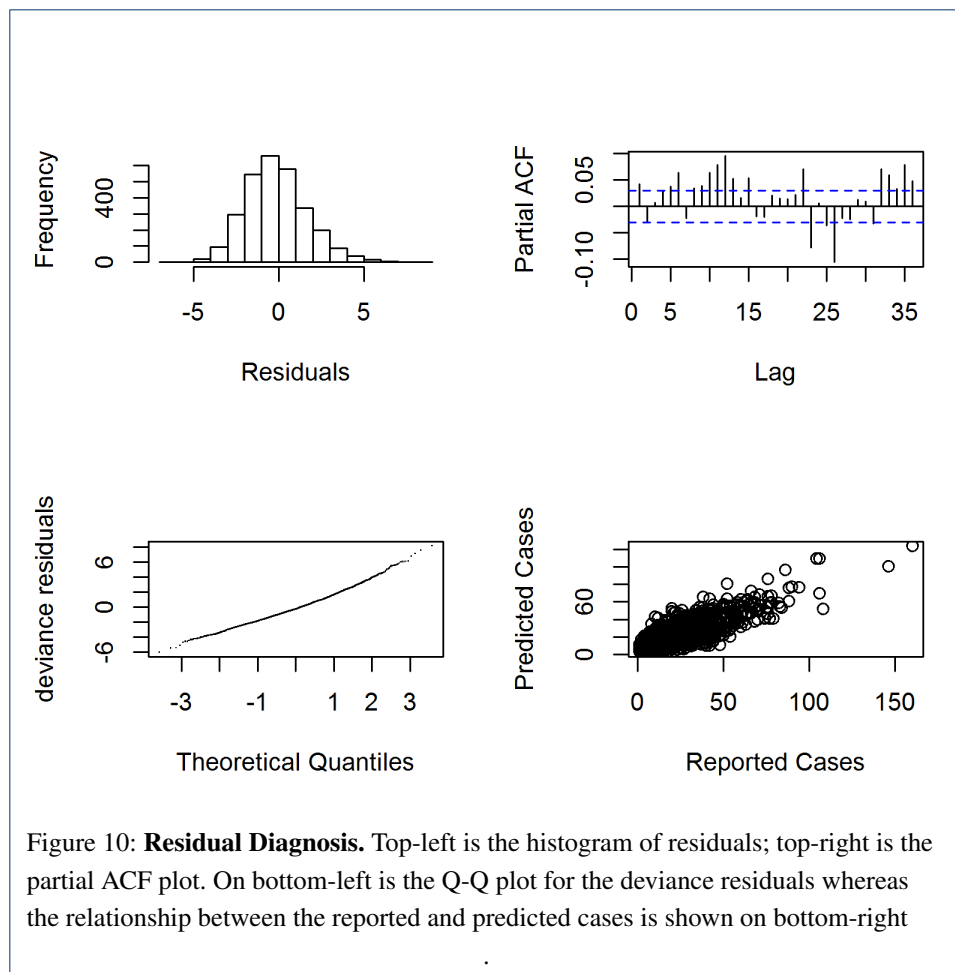 Frequency
0
400
-5
0
5
Residuals
Partial ACF
-0.10
0.05
0
5
15
25
35
Lag
deviance residuals
-6
0
6
-3
-1
1
2
3
Theoretical Quantiles
Predicted Cases
0
60
0
50
100
150
Reported Cases
Figure 10: Residual Diagnosis. Top-left is the histogram of residuals; top-right is the
partial ACF plot. On bottom-left is the Q-Q plot for the deviance residuals whereas
the relationship between the reported and predicted cases is shown on bottom-right
.